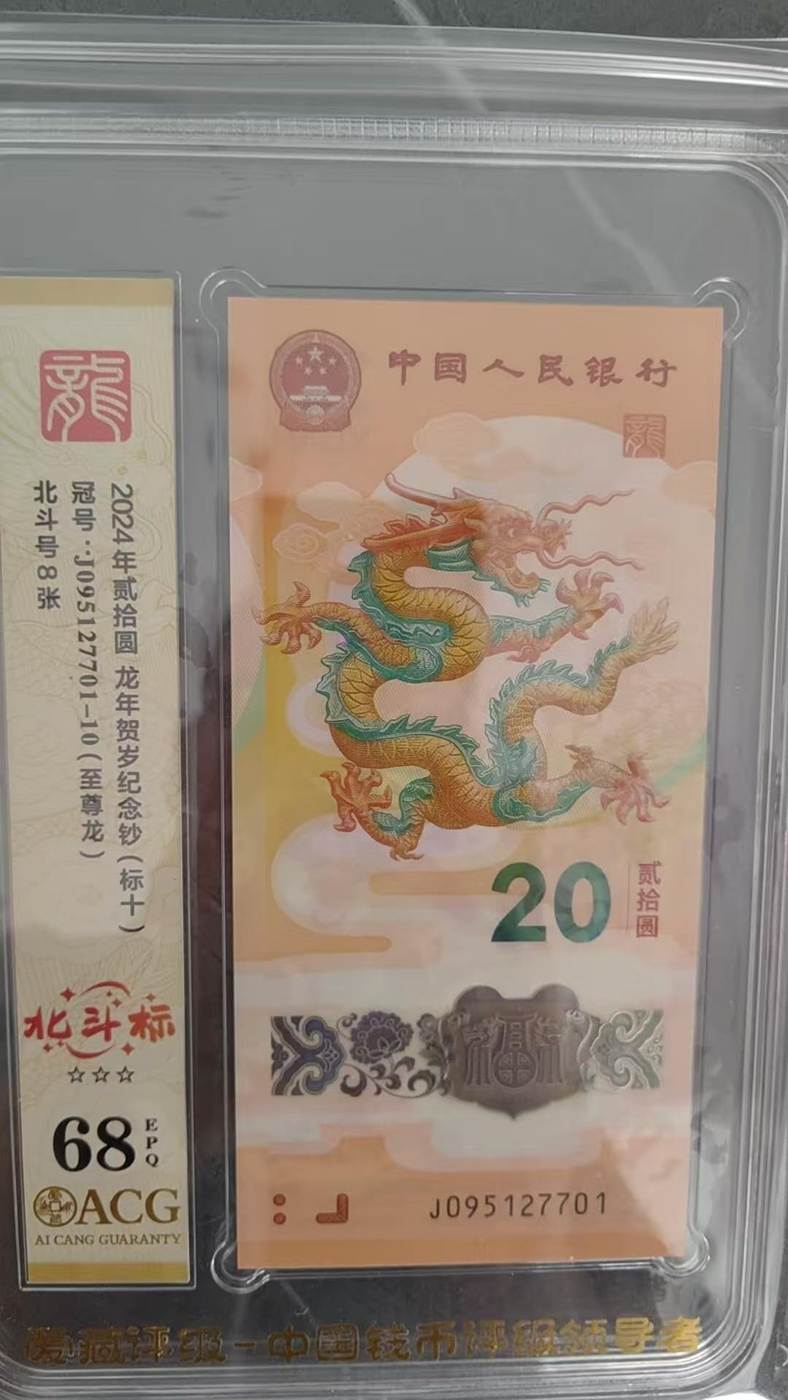 龍
2024年贰拾圆 龙年贺岁纪念钞(标十)
冠号:J095127701-10(至尊龙)
北斗号8张
北斗标
☆☆☆
68 EPQ
ACG
AI CANG GUARANTY
中国人民银行
龍
20
贰拾圆
福
J095127701
爱藏评级-中国钱币评级领导者